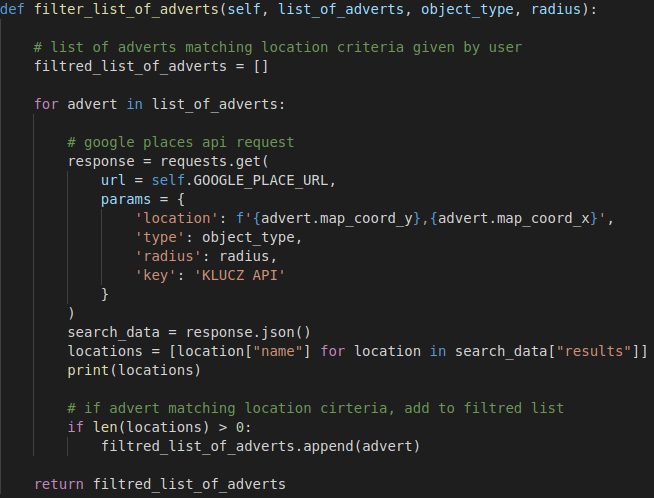 def filter_list_of_adverts(self, list_of_adverts, object_type, radius):
# list of adverts matching location criteria given by user
filtred_list_of_adverts = []
for advert in list_of_adverts:
# google places api request
response = requests.get(
url = self.GOOGLE_PLACE_URL,
params = {
'location': f'{advert.map_coord_y},{advert.map_coord_x}',
'type': object_type,
'radius': radius,
'key': 'KLUCZ API'
}
)
search_data = response.json()
locations = [location["name"] for location in search_data["results"]]
print(locations)
# if advert matching location cirteria, add to filtred list
if len(locations) > 0:
filtred_list_of_adverts.append(advert)
return filtred_list_of_adverts